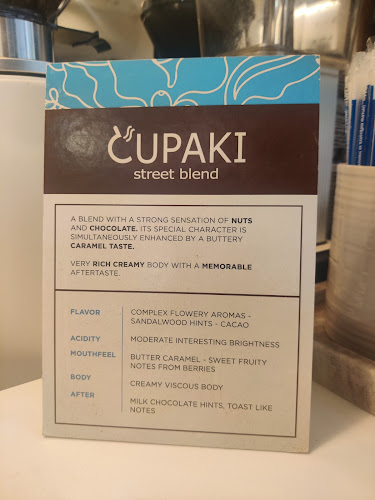 CUPAKI
street blend
A BLEND WITH A STRONG SENSATION OF NUTS
AND CHOCOLATE. ITS SPECIAL CHARACTER IS
SIMULTANEOUSLY ENHANCED BY A BUTTERY
CARAMEL TASTE.
VERY RICH CREAMY BODY WITH A MEMORABLE
AFTERTASTE.
FLAVOR COMPLEX FLOWERY AROMAS -
SANDALWOOD HINTS - CACAO
ACIDITY MODERATE INTERESTING BRIGHTNESS
MOUTHFEEL BUTTER CARAMEL - SWEET FRUITY
NOTES FROM BERRIES
BODY CREAMY VISCOUS BODY
AFTER MILK CHOCOLATE HINTS, TOAST LIKE
NOTES